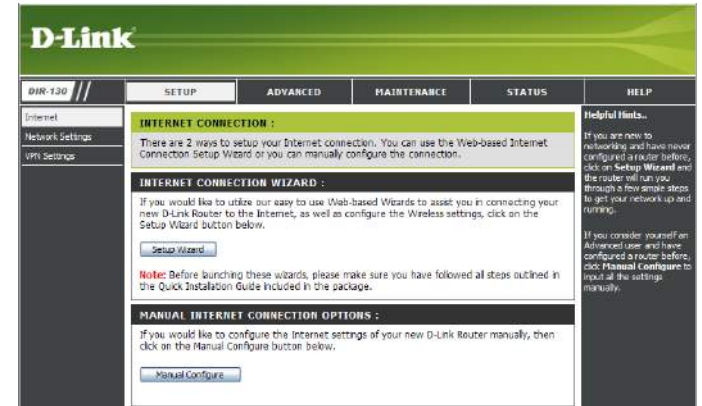 D-Link
DIR-130
SETUP
ADVANCED
MAINTENANCE
STATUS
HELP
Internet
Network Settings
VPN Settings
INTERNET CONNECTION :
There are 2 ways to setup your Internet connection. You can use the Web-based Internet
Connection Setup Wizard or you can manually configure the connection.
INTERNET CONNECTION WIZARD :
If you would like to utilize our easy to use Web-based Wizards to assist you in connecting your
new D-Link Router to the Internet, as well as configure the Wireless settings, click on the
Setup Wizard button below.
Setup Wizard
Note: Before launching these wizards, please make sure you have followed all steps outlined in
the Quick Installation Guide included in the package.
MANUAL INTERNET CONNECTION OPTIONS :
If you would like to configure the Internet settings of your new D-Link Router manually, then
click on the Manual Configure button below.
Manual Configure
Helpful Hints..
If you are new to
networking and have never
configured a router before,
click on Setup Wizard and
the router will run you
through a few simple steps
to get your network up and
running.
If you consider yourself an
Advanced user and have
configured a router before,
click Manual Configure to
input all the settings
manually.